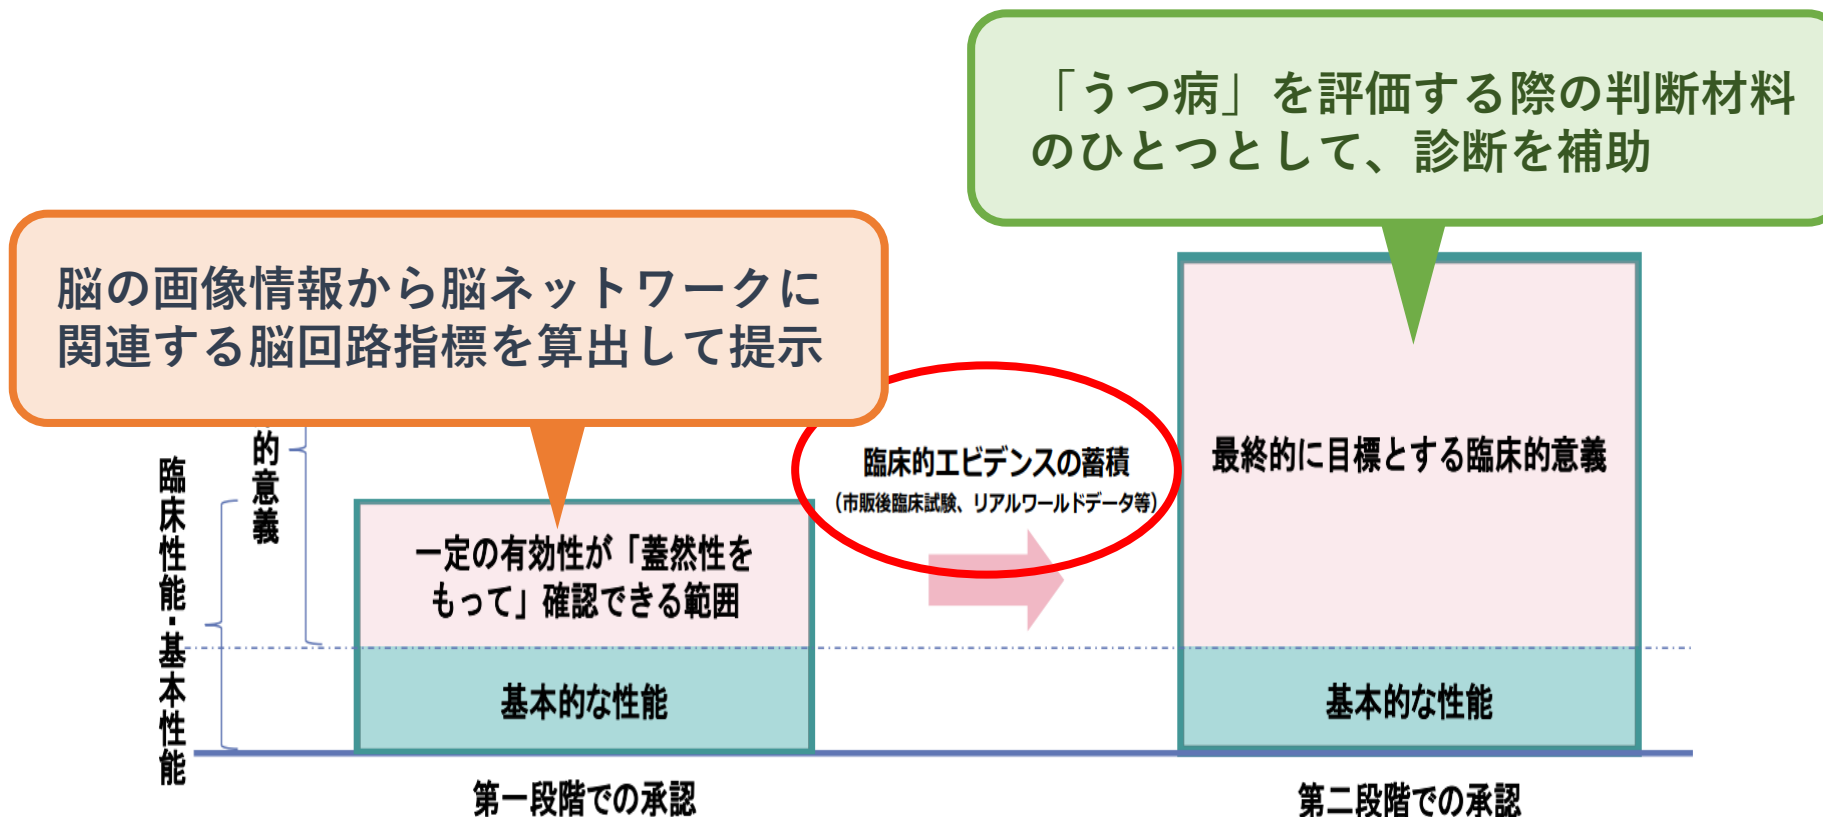 「うつ病」を評価する際の判断材料
のひとつとして、診断を補助
脳の画像情報から脳ネットワークに
関連する脳回路指標を算出して提示
的意義
臨床性能・基本性能
臨床的エビデンスの蓄積
(市販後臨床試験、リアルワールドデータ等)
最終的に目標とする臨床的意義
一定の有効性が「蓋然性を
もって」確認できる範囲
基本的な性能
基本的な性能
第一段階での承認
第二段階での承認